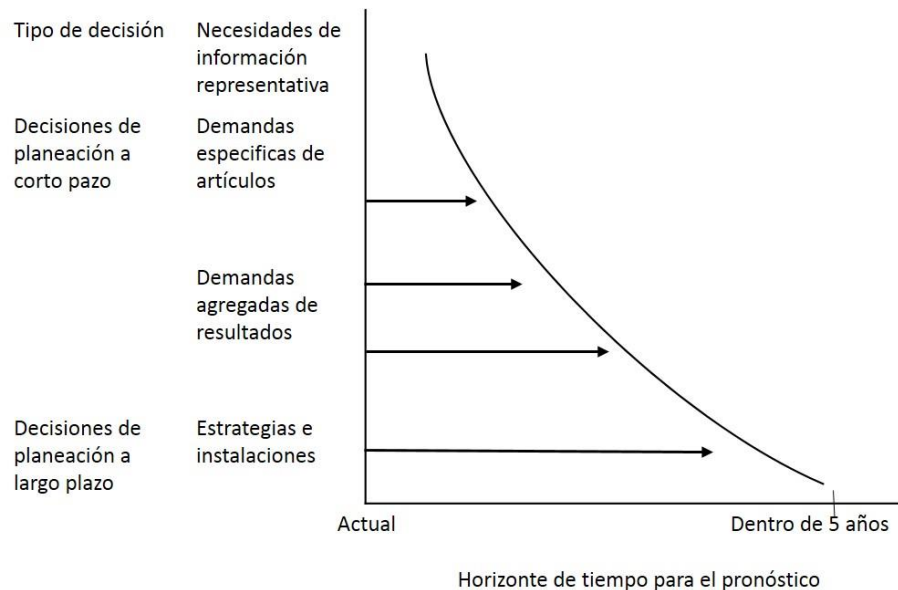 Tipo de decisión
Necesidades de
información
representativa
Decisiones de
planeación a
corto pazo
Demandas
especificas de
artículos
Demandas
agregadas de
resultados
Decisiones de
planeación a
largo plazo
Estrategias e
instalaciones
Actual
Dentro de 5 años
Horizonte de tiempo para el pronóstico